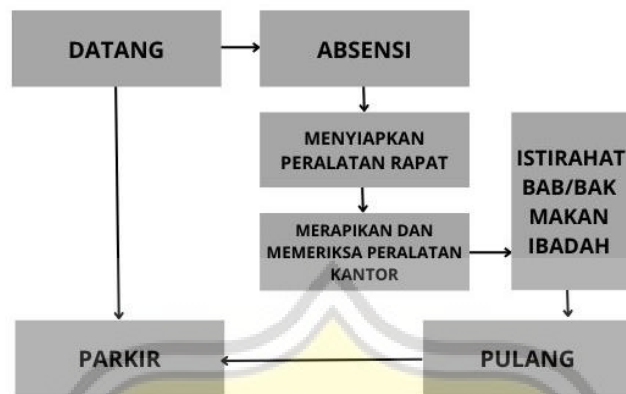 DATANG
ABSENSI
MENYIAPKAN
PERALATAN RAPAT
MERAPIKAN DAN
MEMERIKSA PERALATAN
KANTOR
ISTIRAHAT
BAB/BAK
MAKAN
IBADAH
PARKIR
PULANG